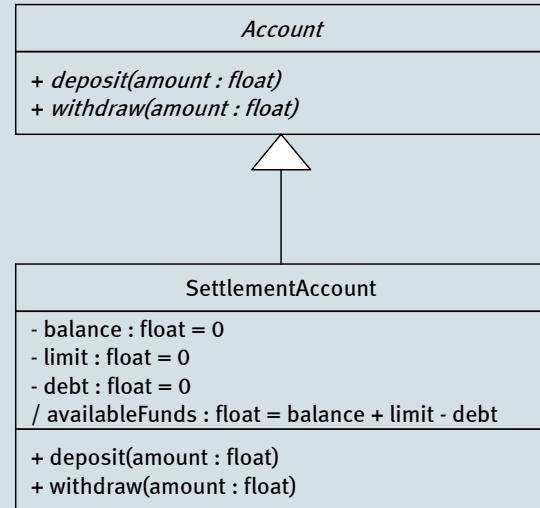 Account
+ deposit(amount : float)
+ withdraw(amount : float)
SettlementAccount
- balance : float = 0
- limit : float = 0
- debt : float = 0
/ availableFunds : float = balance + limit - debt
+ deposit(amount : float)
+ withdraw(amount : float)